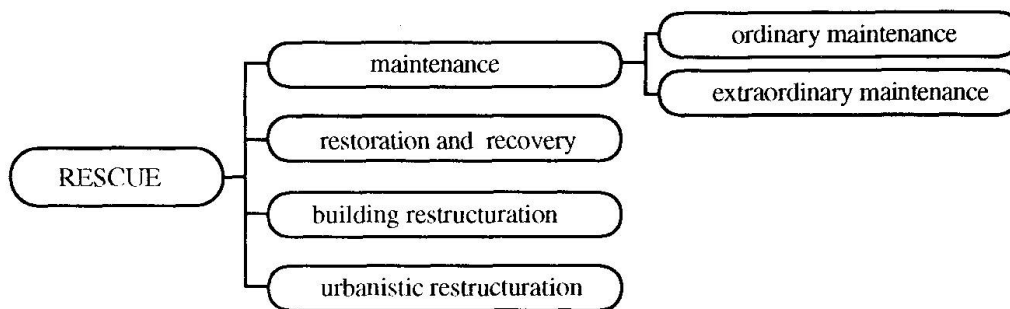 RESCUE
maintenance
ordinary maintenance
extraordinary maintenance
restoration and recovery
building restructuration
urbanistic restructuration